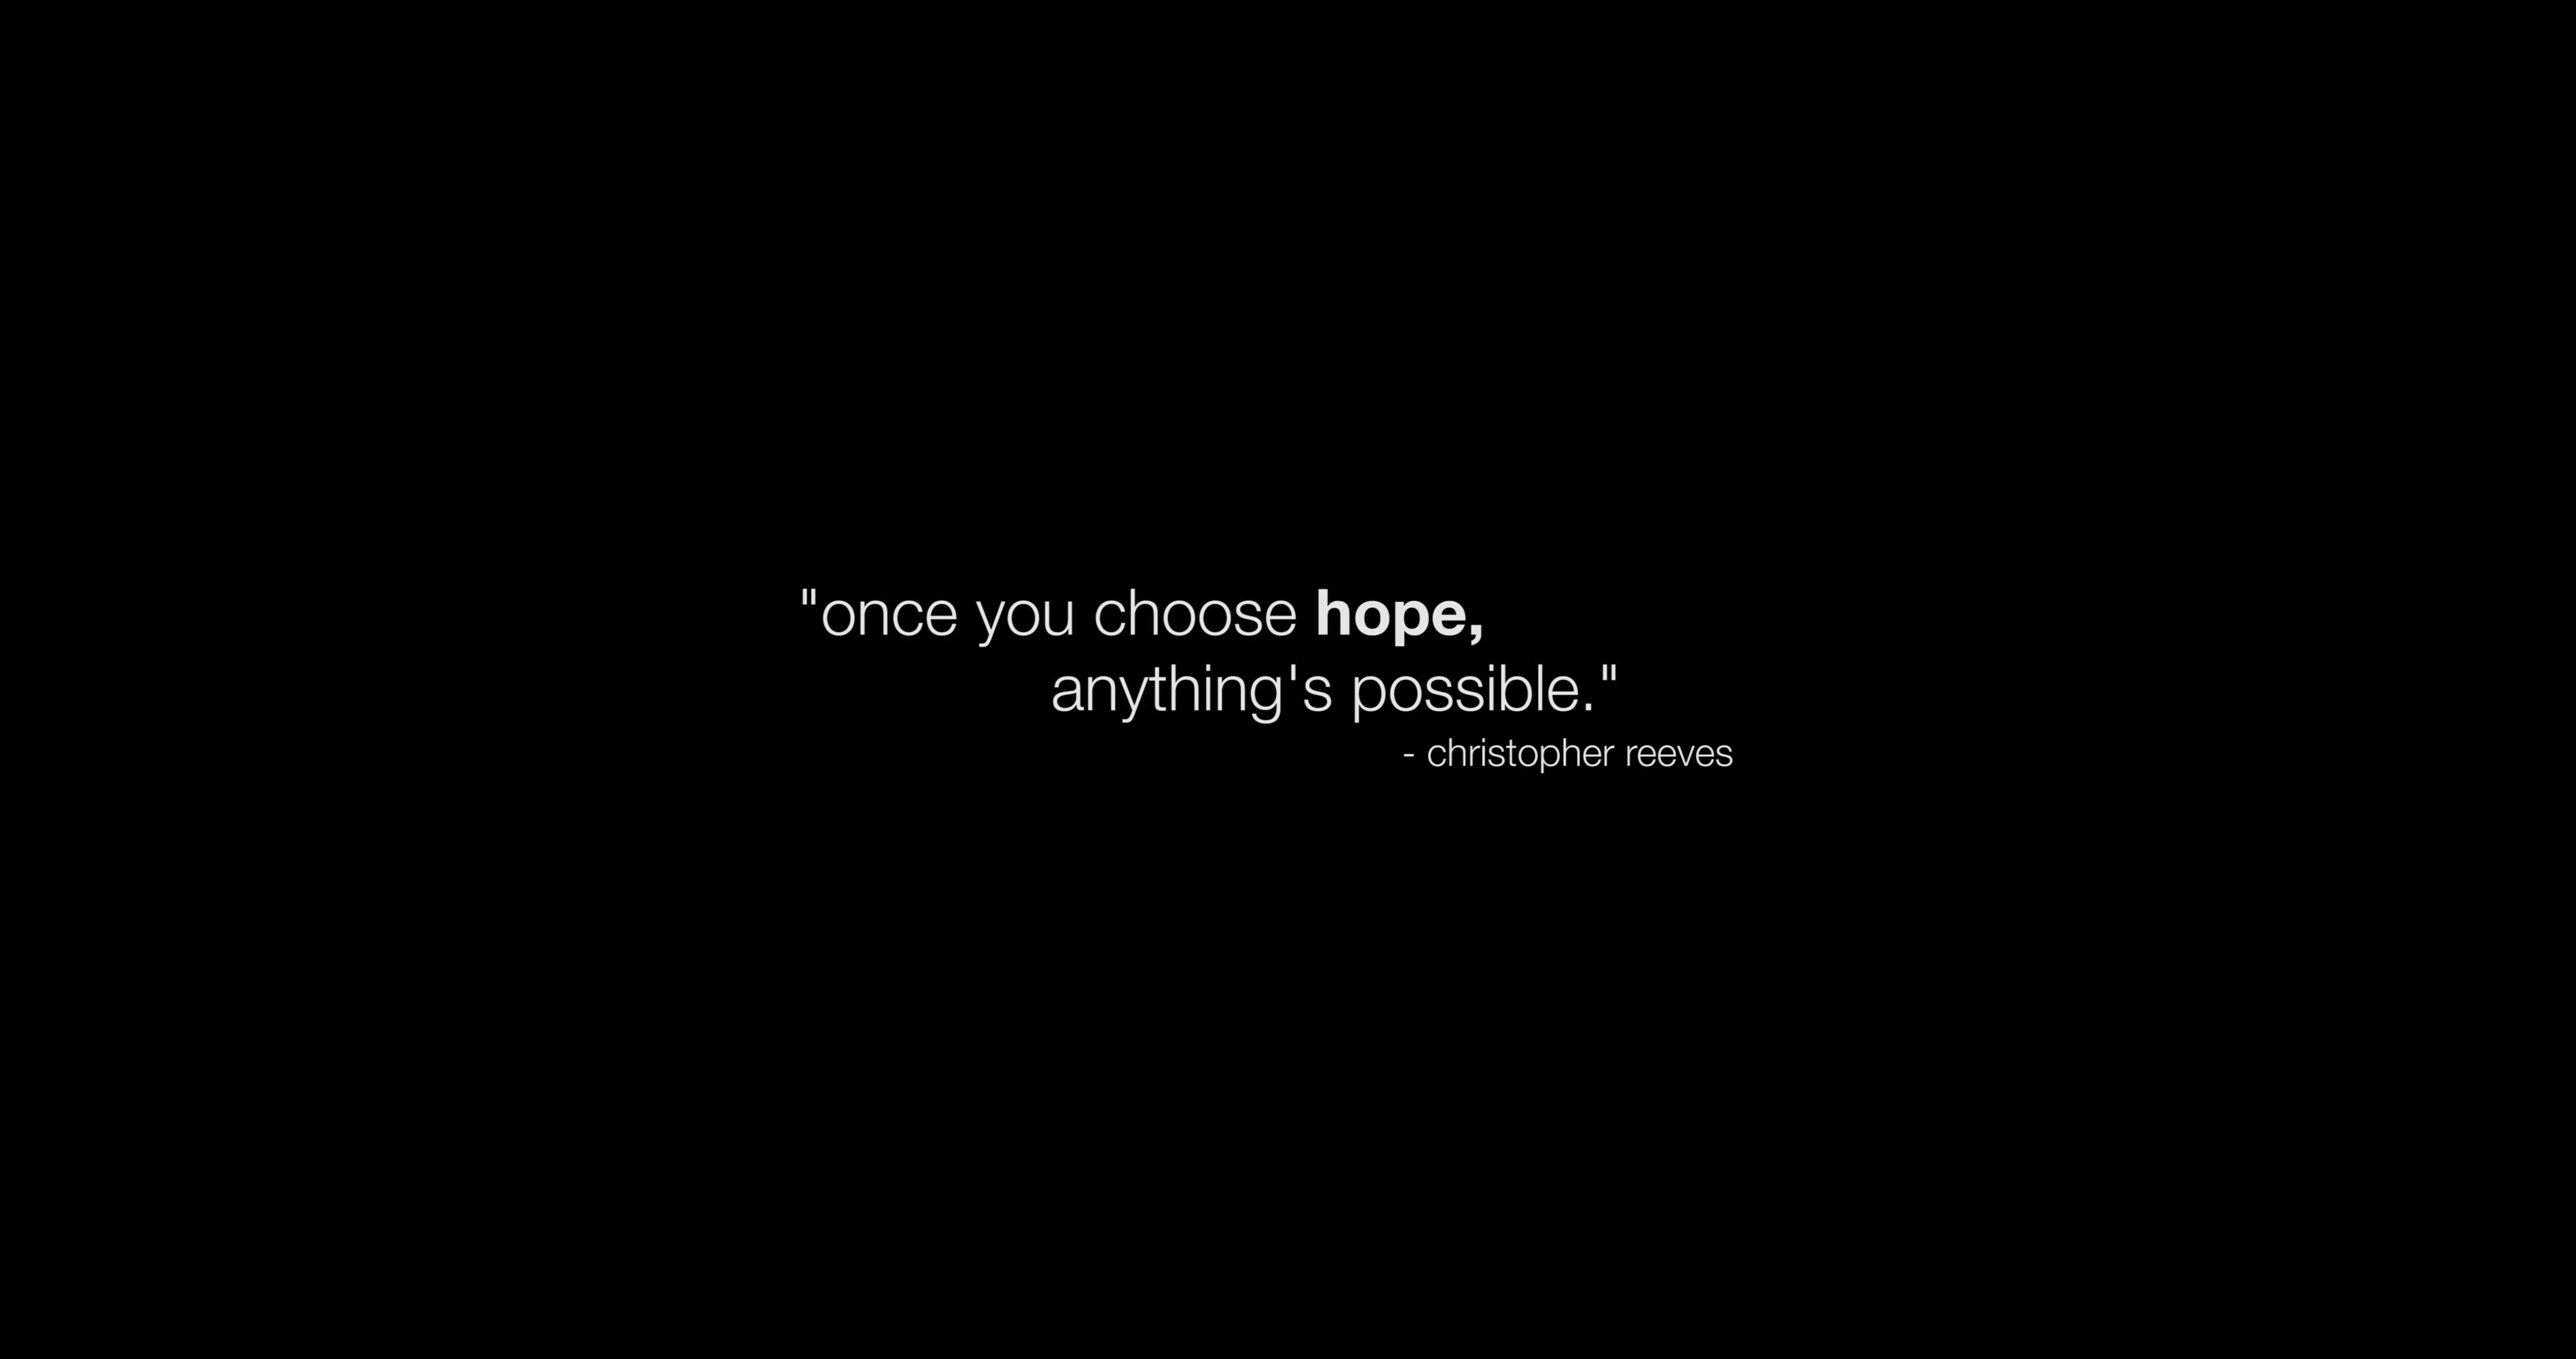 "once you choose hope,
anything's possible."
- christopher reeves